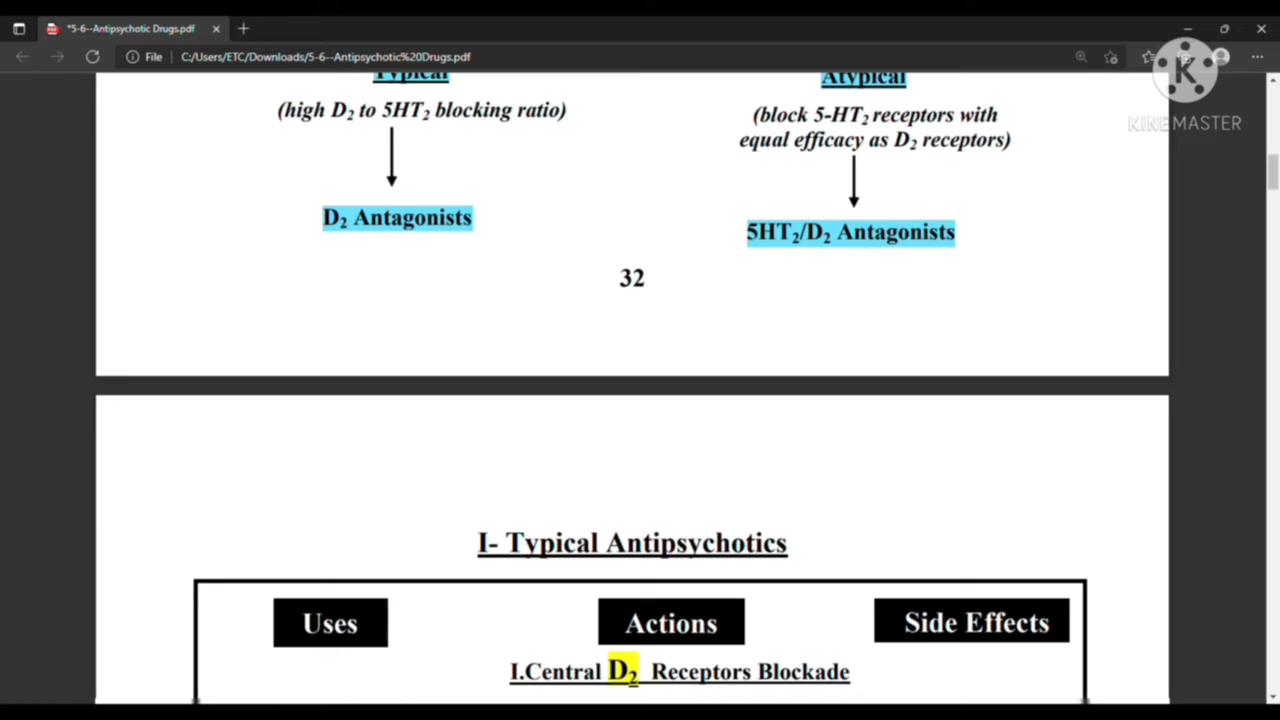 *5-6--Antipsychotic Drugs.pdf
File C:/Users/ETC/Downloads/5-6--Antipsychotic%20Drugs.pdf
K
KINEMASTER
Typical
Atypical
(high D2 to 5HT2 blocking ratio)
(block 5-HT2 receptors with
equal efficacy as D2 receptors)
D2 Antagonists
5HT2/D2 Antagonists
32
I- Typical Antipsychotics
Uses
Actions
Side Effects
I.Central D2 Receptors Blockade